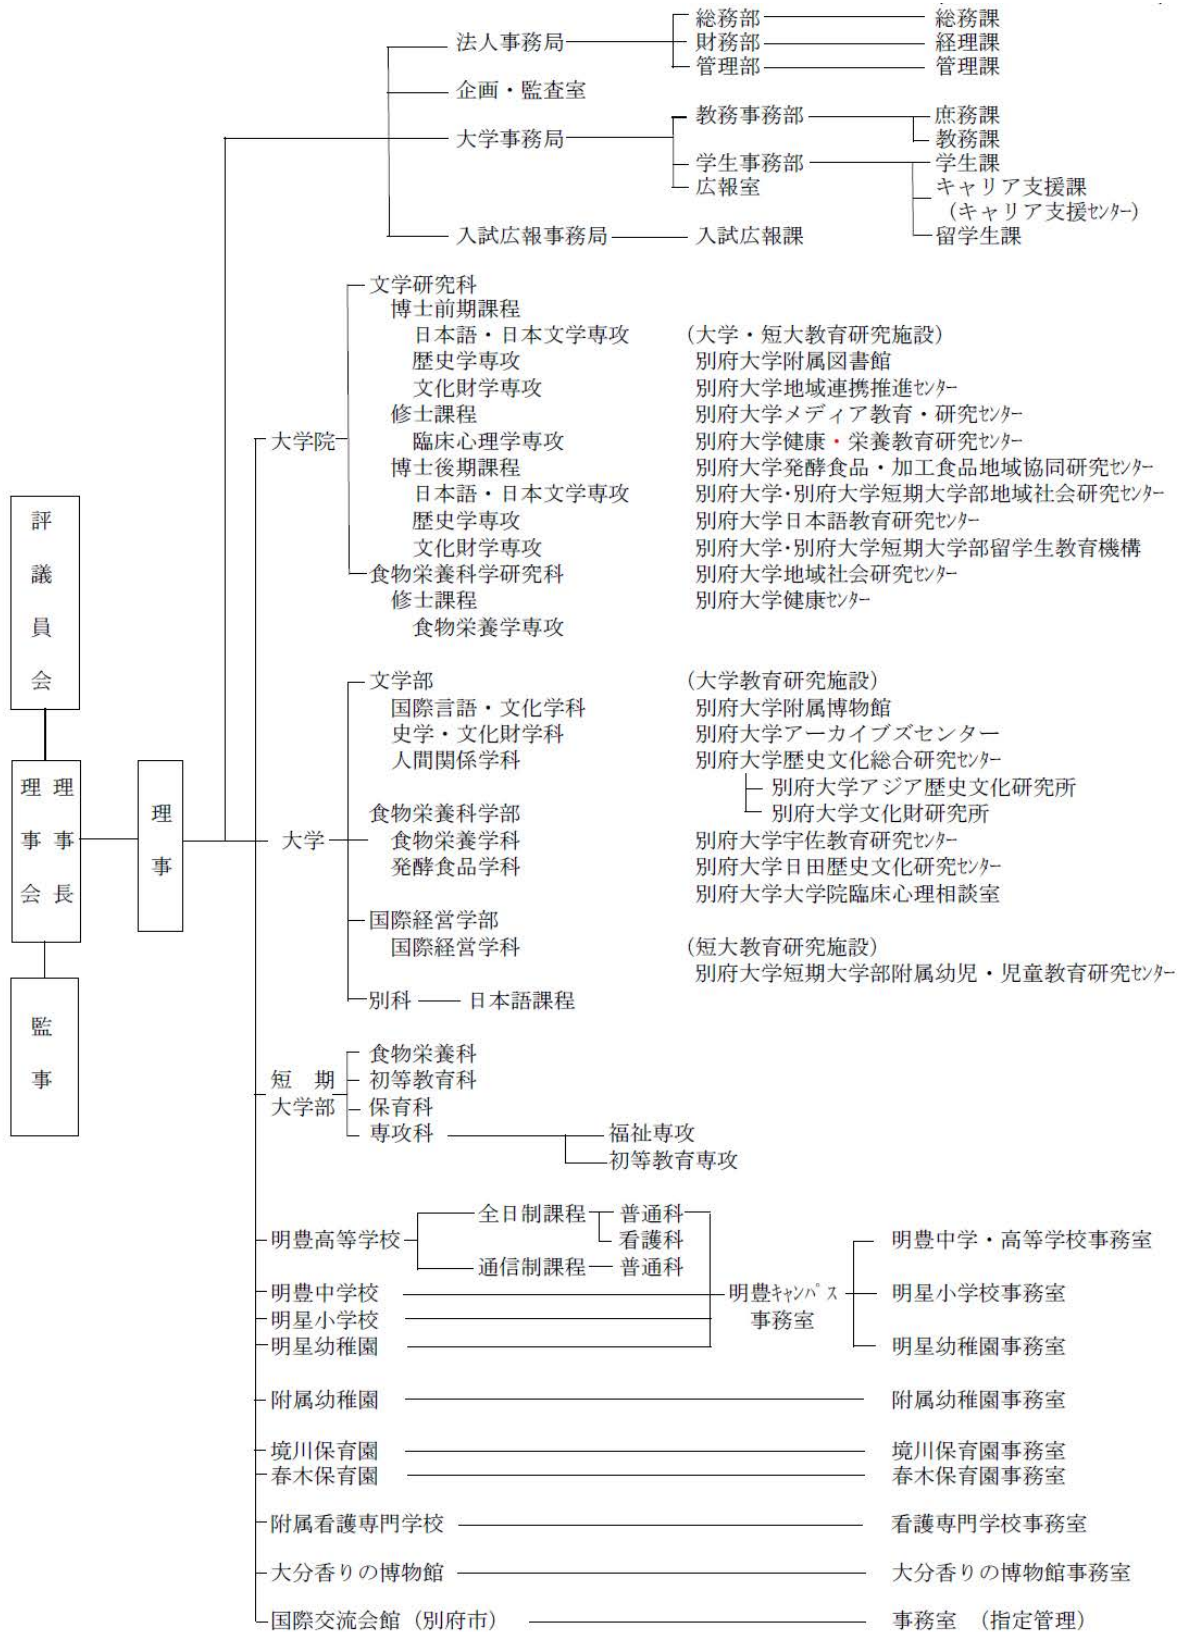 法人事務局
総務部 総務課
財務部 経理課
管理部 管理課
企画・監査室
大学事務局
教務事務部 庶務課
教務課
学生事務部 学生課
広報室 キャリア支援課
(キャリア支援ｾﾝﾀｰ)
入試広報事務局 入試広報課 留学生課
大学院
文学研究科
博士前期課程
日本語・日本文学専攻
歴史学専攻
文化財学専攻
修士課程
臨床心理学専攻
博士後期課程
日本語・日本文学専攻
歴史学専攻
文化財学専攻
食物栄養科学研究科
修士課程
食物栄養学専攻
(大学・短大教育研究施設)
別府大学附属図書館
別府大学地域連携推進ｾﾝﾀｰ
別府大学メディア教育・研究ｾﾝﾀｰ
別府大学健康・栄養教育研究ｾﾝﾀｰ
別府大学発酵食品・加工食品地域協同研究ｾﾝﾀｰ
別府大学･別府大学短期大学部地域社会研究ｾﾝﾀｰ
別府大学日本語教育研究ｾﾝﾀｰ
別府大学･別府大学短期大学部留学生教育機構
別府大学地域社会研究ｾﾝﾀｰ
別府大学健康ｾﾝﾀｰ
評議員会
理事会
理事長
理事
監事
大学
文学部
国際言語・文化学科
史学・文化財学科
人間関係学科
食物栄養科学部
食物栄養学科
発酵食品学科
国際経営学部
国際経営学科
別科 日本語課程
(大学教育研究施設)
別府大学附属博物館
別府大学アーカイブズセンター
別府大学歴史文化総合研究ｾﾝﾀｰ
別府大学アジア歴史文化研究所
別府大学文化財研究所
別府大学宇佐教育研究ｾﾝﾀｰ
別府大学日田歴史文化研究ｾﾝﾀｰ
別府大学大学院臨床心理相談室
(短大教育研究施設)
別府大学短期大学部附属幼児・児童教育研究ｾﾝﾀｰ
短 期
大学部
食物栄養科
初等教育科
保育科
専攻科 福祉専攻
初等教育専攻
明豊高等学校
全日制課程 普通科
看護科
通信制課程 普通科
明豊中学校
明星小学校
明星幼稚園
明豊ｷｬﾝﾊﾟｽ
事務室
明豊中学・高等学校事務室
明星小学校事務室
明星幼稚園事務室
附属幼稚園 附属幼稚園事務室
境川保育園 境川保育園事務室
春木保育園 春木保育園事務室
附属看護専門学校 看護専門学校事務室
大分香りの博物館 大分香りの博物館事務室
国際交流会館（別府市） 事務室 （指定管理）